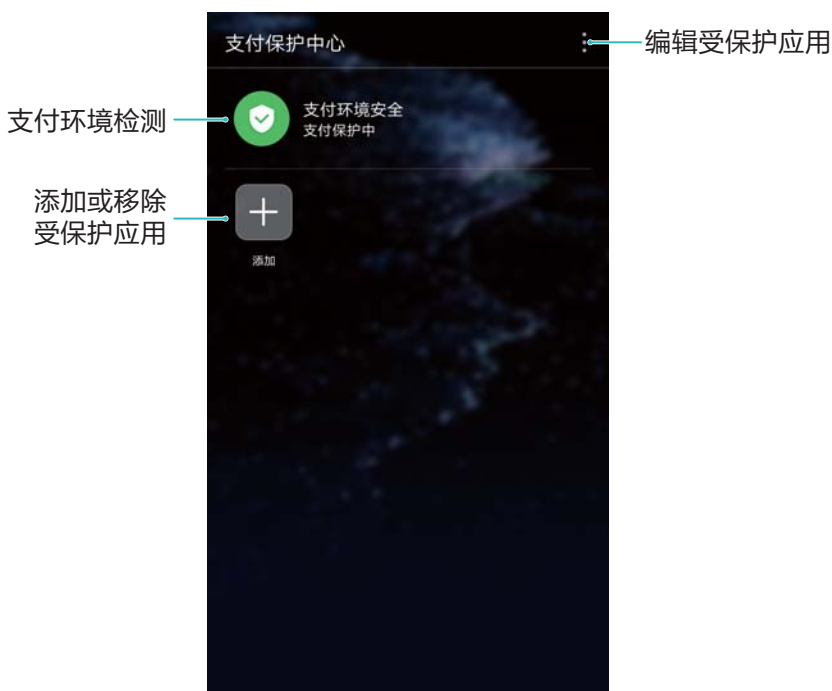 支付保护中心
编辑受保护应用
支付环境检测
支付环境安全
支付保护中
添加或移除
受保护应用
添加